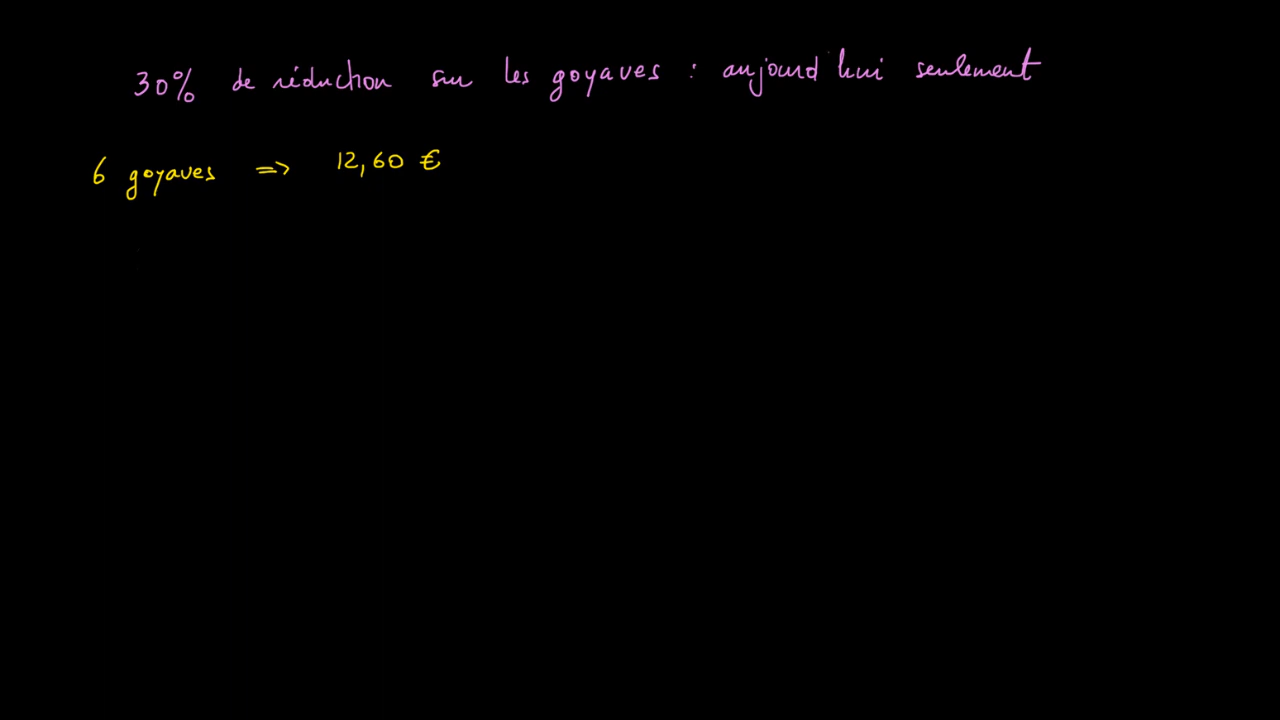 30% de réduction sur les goyaves : aujourd'hui seulement
6 goyaves => 12,60 €